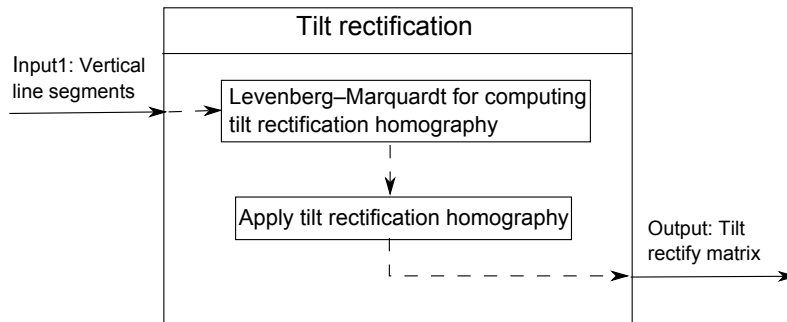 Tilt rectification
Input1: Vertical
line segments
Levenberg–Marquardt for computing
tilt rectification homography
Apply tilt rectification homography
Output: Tilt
rectify matrix